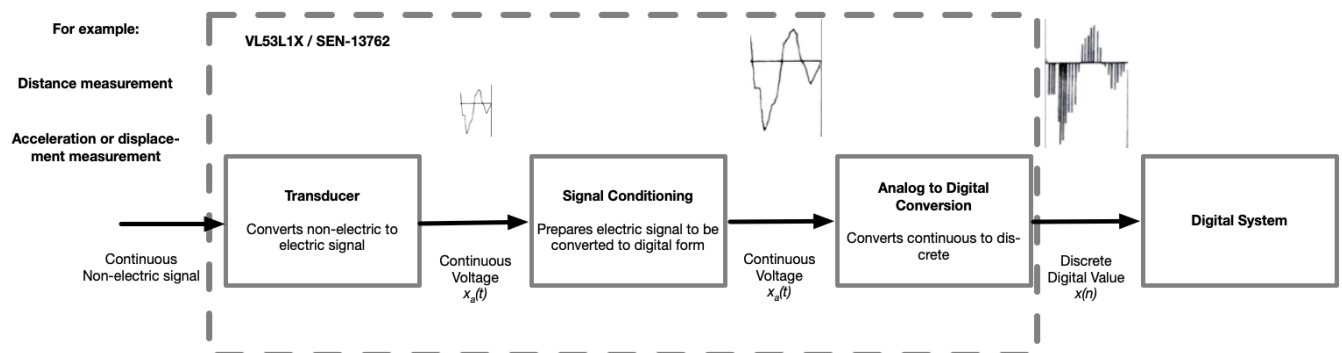 For example:
Distance measurement
Acceleration or displace-
ment measurement
VL53L1X / SEN-13762
Continuous
Non-electric signal
Transducer
Converts non-electric to
electric signal
Continuous
Voltage
xa(t)
Signal Conditioning
Prepares electric signal to be
converted to digital form
Continuous
Voltage
xa(t)
Analog to Digital
Conversion
Converts continuous to dis-
crete
Discrete
Digital Value
x(n)
Digital System